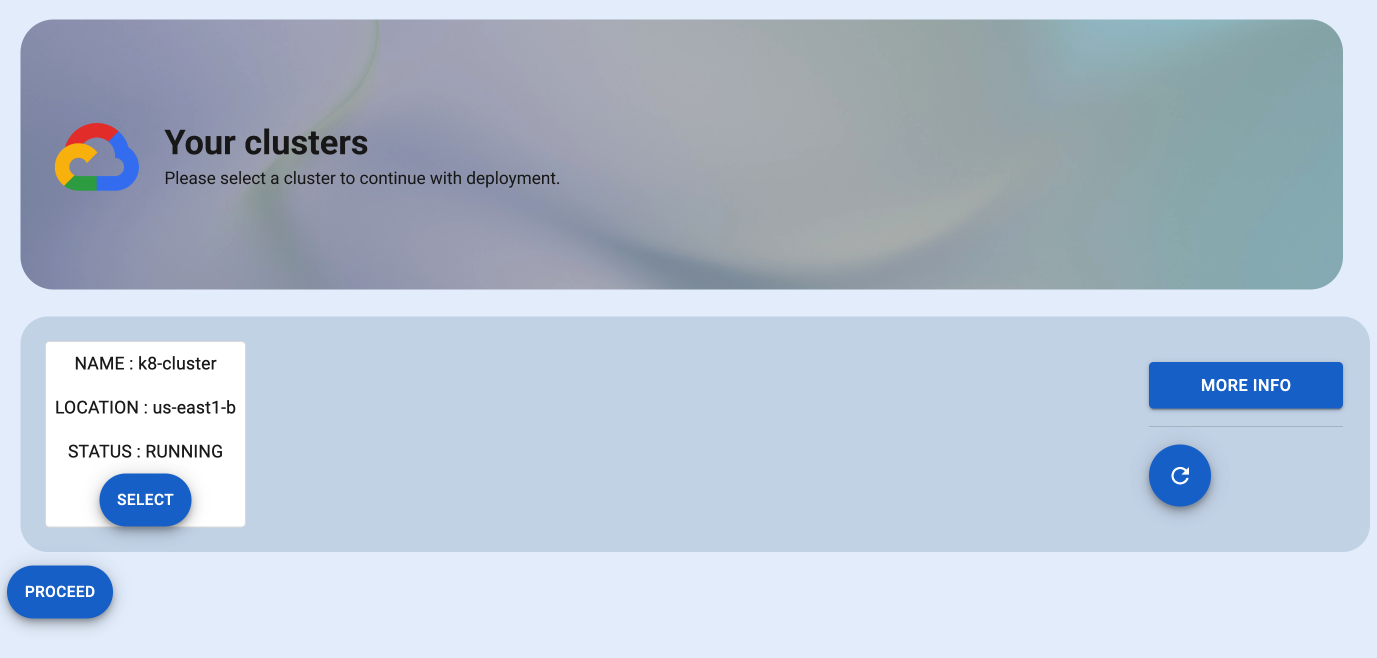 Your clusters
Please select a cluster to continue with deployment.
NAME : k8-cluster
LOCATION : us-east1-b
STATUS : RUNNING
SELECT
MORE INFO
PROCEED